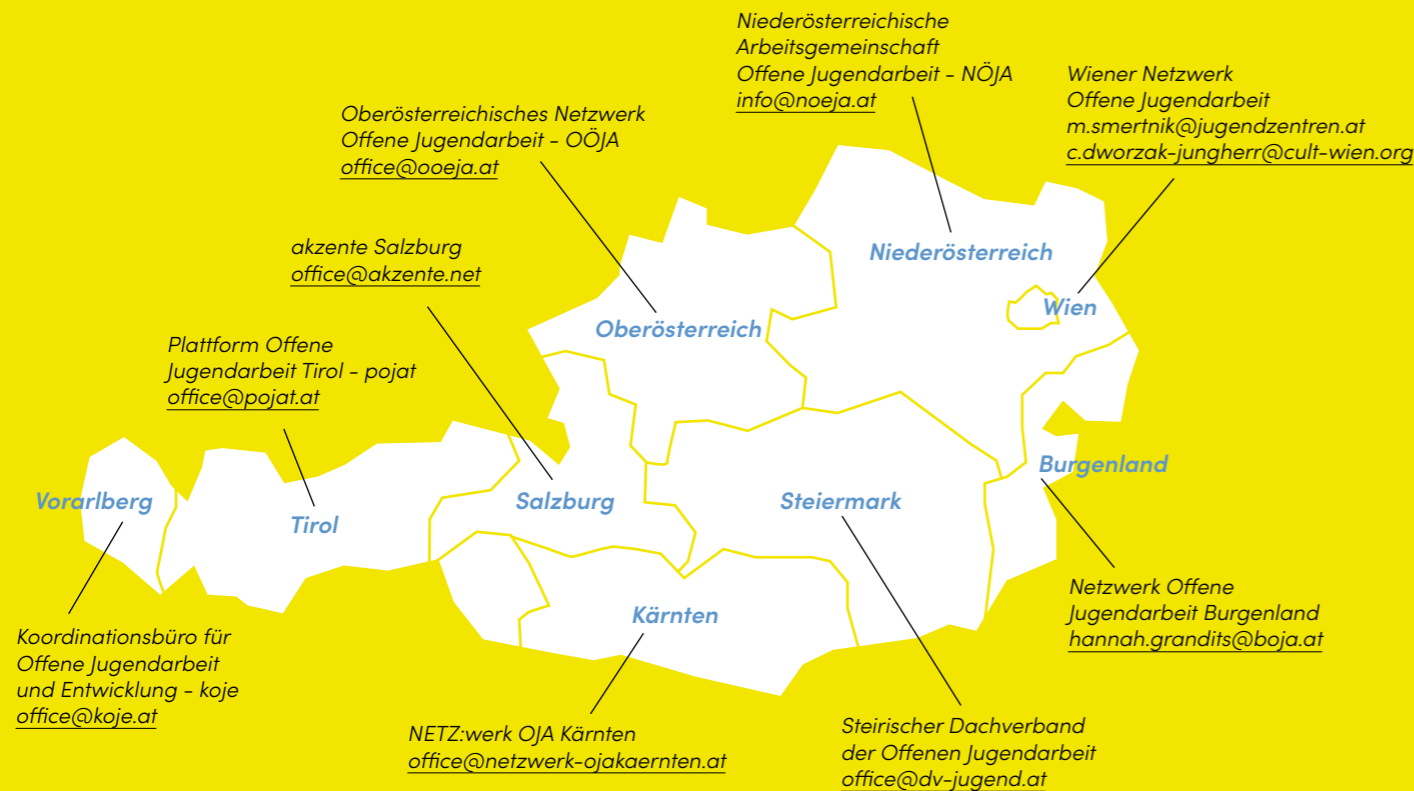 Niederösterreichische
Arbeitsgemeinschaft
Offene Jugendarbeit - NÖJA
info@noeja.at
Wiener Netzwerk
Offene Jugendarbeit
m.smertnik@jugendzentren.at
c.dworzak-jungherr@cult-wien.org
Oberösterreichisches Netzwerk
Offene Jugendarbeit - OÖJA
office@ooeja.at
akzente Salzburg
office@akzente.net
Plattform Offene
Jugendarbeit Tirol - pojat
office@pojat.at
Niederösterreich
Wien
Oberösterreich
Burgenland
Vorarlberg
Tirol
Salzburg
Steiermark
Kärnten
Koordinationsbüro für
Offene Jugendarbeit
und Entwicklung - koje
office@koje.at
NETZ:werk OJA Kärnten
office@netzwerk-ojakaernten.at
Steirischer Dachverband
der Offenen Jugendarbeit
office@dv-jugend.at
Netzwerk Offene
Jugendarbeit Burgenland
hannah.grandits@boja.at